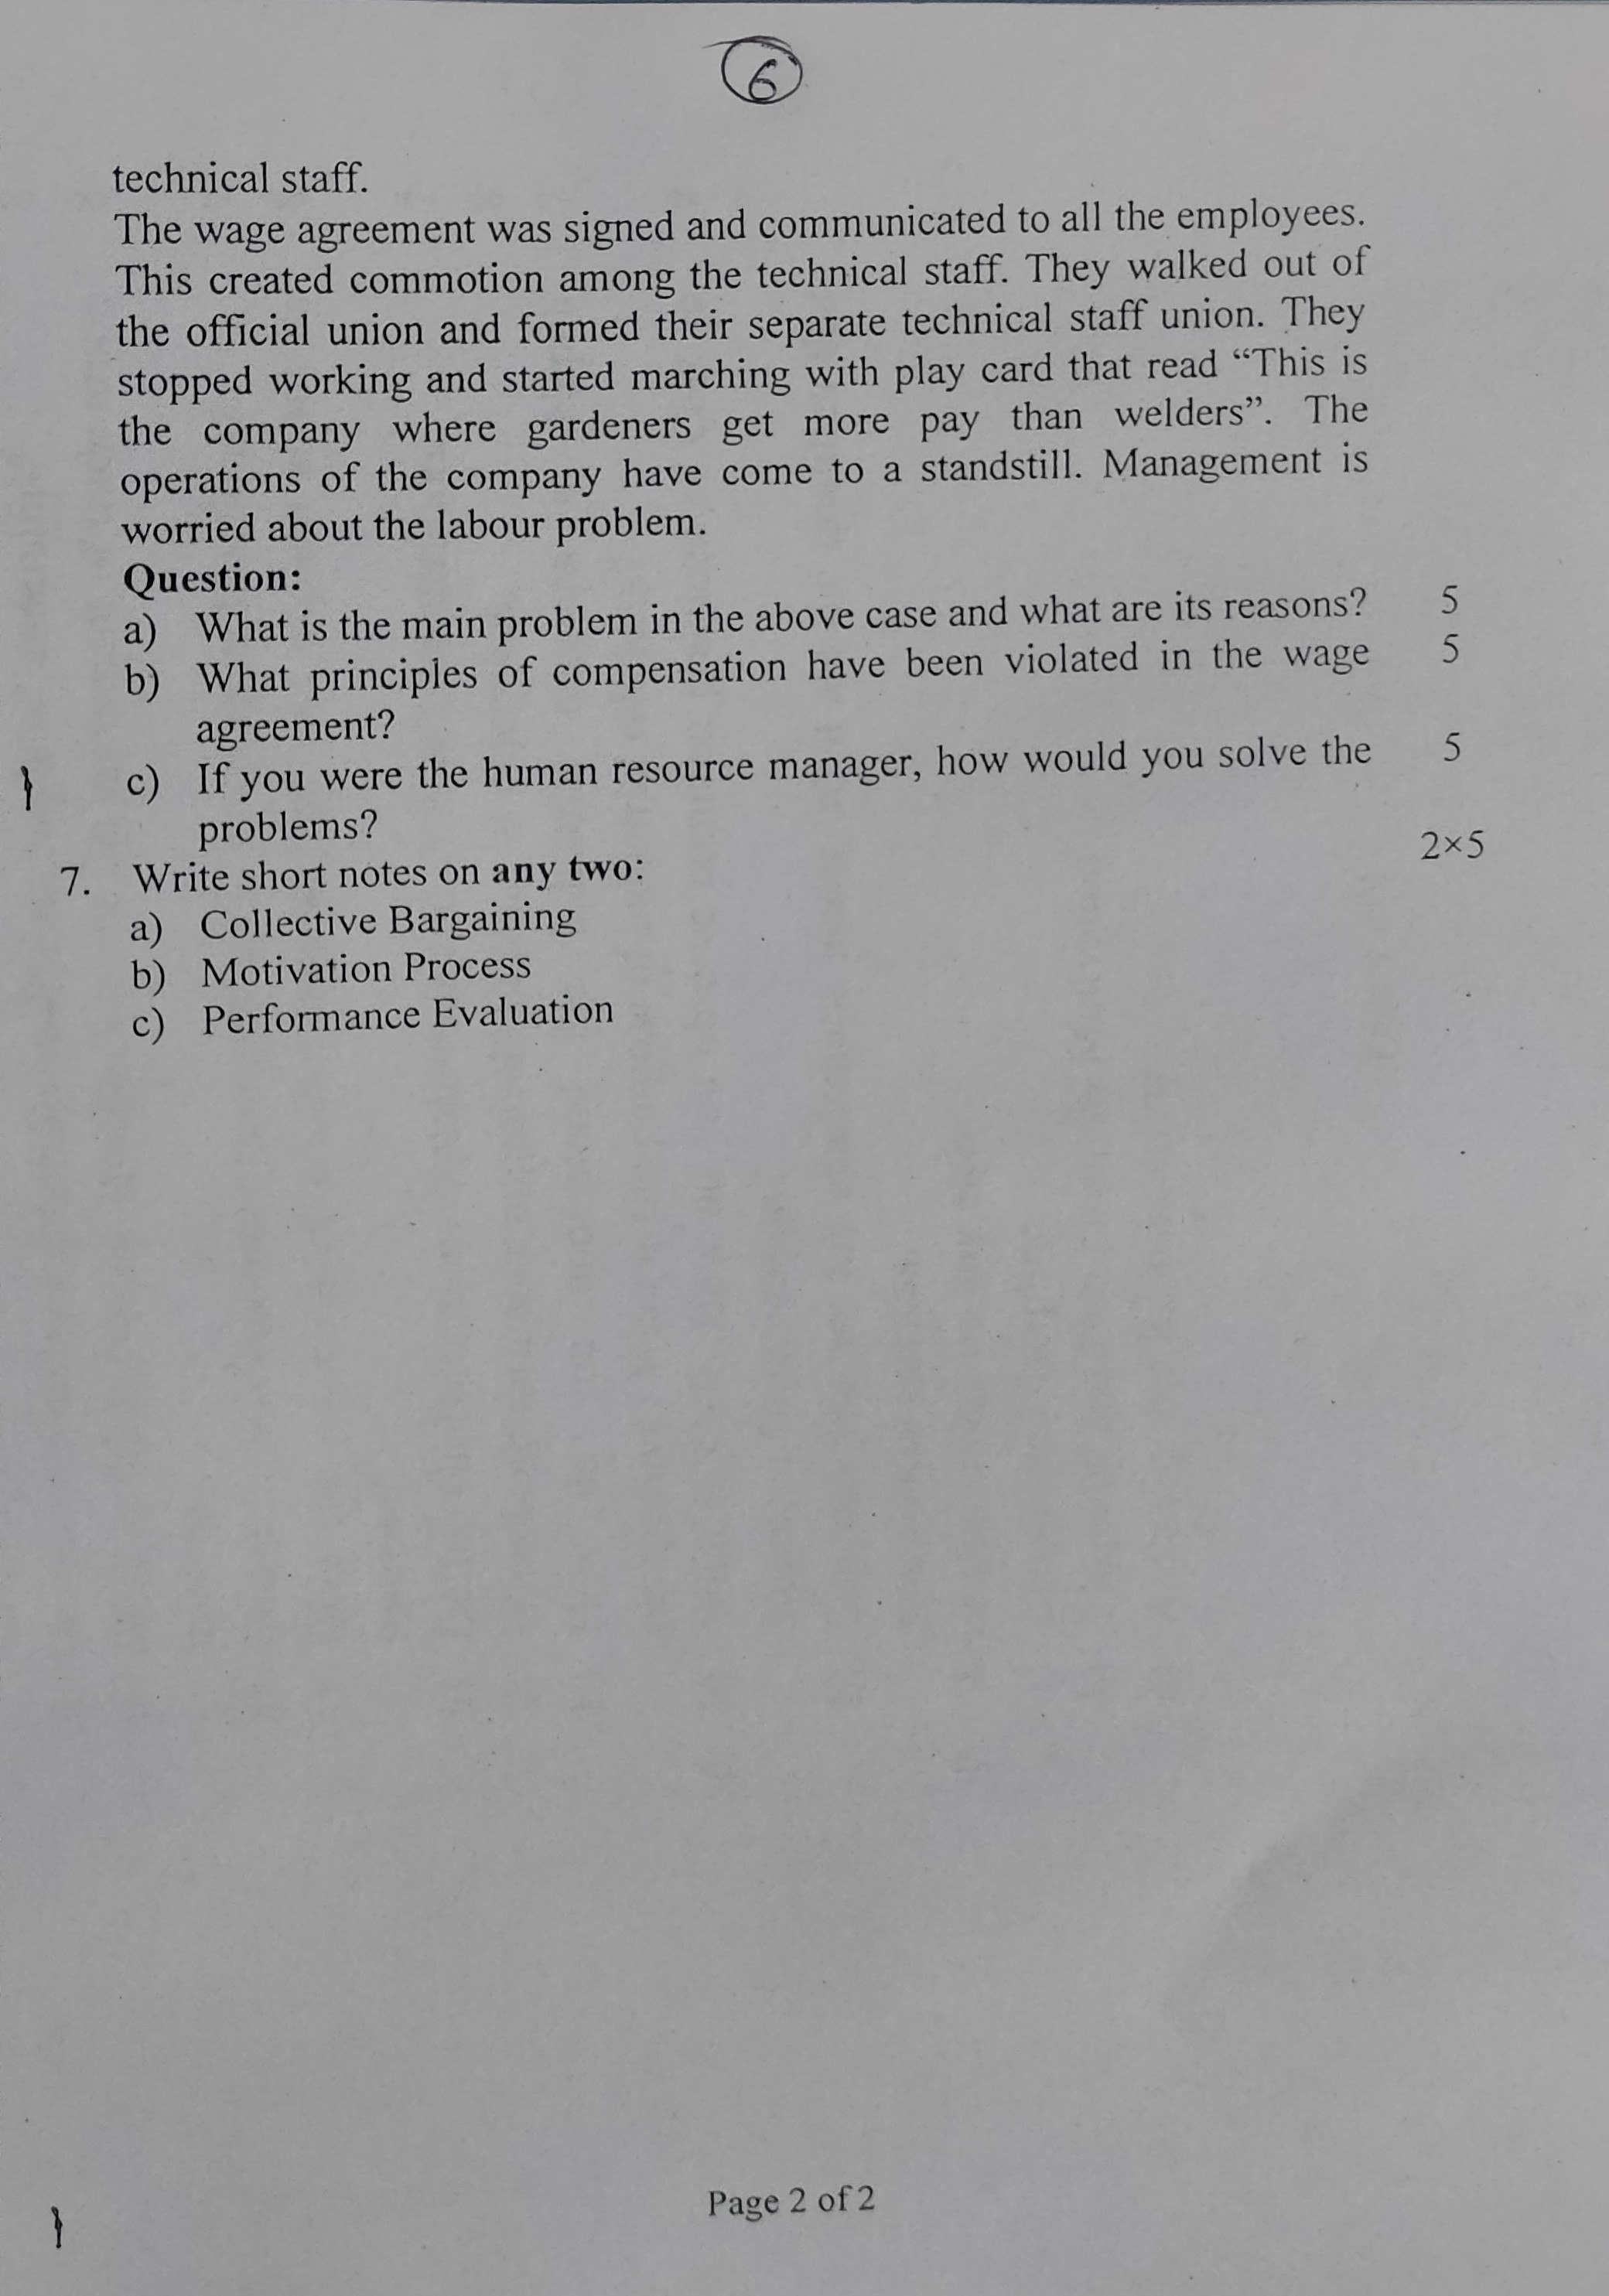 6
technical staff.
The wage agreement was signed and communicated to all the employees.
This created commotion among the technical staff. They walked out of
the official union and formed their separate technical staff union. They
stopped working and started marching with play card that read “This is
the company where gardeners get more pay than welders”. The
operations of the company have come to a standstill. Management is
worried about the labour problem.
Question:
a) What is the main problem in the above case and what are its reasons? 5
b) What principles of compensation have been violated in the wage 5
agreement?
c) If you were the human resource manager, how would you solve the 5
problems?
7. Write short notes on any two: 2×5
a) Collective Bargaining
b) Motivation Process
c) Performance Evaluation
Page 2 of 2